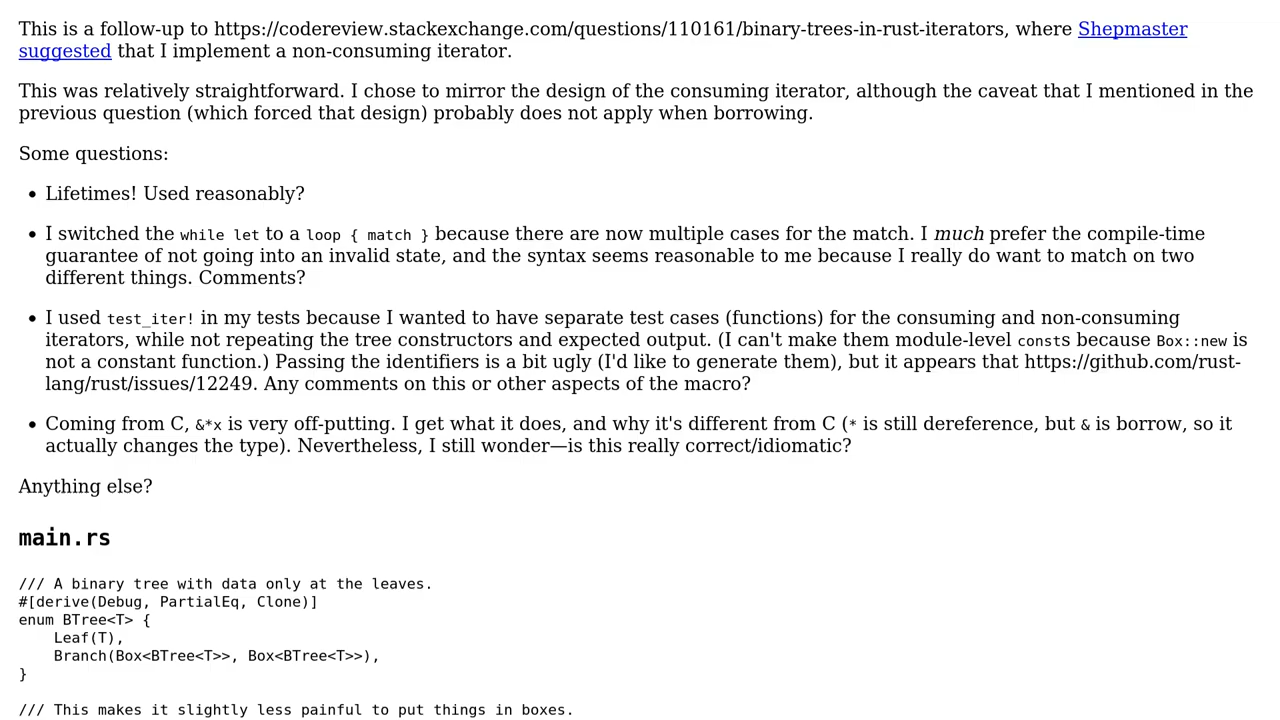 This is a follow-up to https://codereview.stackexchange.com/questions/110161/binary-trees-in-rust-iterators, where Shepmaster
suggested that I implement a non-consuming iterator.
This was relatively straightforward. I chose to mirror the design of the consuming iterator, although the caveat that I mentioned in the
previous question (which forced that design) probably does not apply when borrowing.
Some questions:
• Lifetimes! Used reasonably?
• I switched the while let to a loop { match } because there are now multiple cases for the match. I much prefer the compile-time
guarantee of not going into an invalid state, and the syntax seems reasonable to me because I really do want to match on two
different things. Comments?
• I used test_iter! in my tests because I wanted to have separate test cases (functions) for the consuming and non-consuming
iterators, while not repeating the tree constructors and expected output. (I can't make them module-level consts because Box::new is
not a constant function.) Passing the identifiers is a bit ugly (I'd like to generate them), but it appears that https://github.com/rust-
lang/rust/issues/12249. Any comments on this or other aspects of the macro?
• Coming from C, &*x is very off-putting. I get what it does, and why it's different from C (* is still dereference, but & is borrow, so it
actually changes the type). Nevertheless, I still wonder—is this really correct/idiomatic?
Anything else?
main.rs
/// A binary tree with data only at the leaves.
#[derive(Debug, PartialEq, Clone)]
enum BTree<T> {
    Leaf(T),
    Branch(Box<BTree<T>>, Box<BTree<T>>),
}
/// This makes it slightly less painful to put things in boxes.